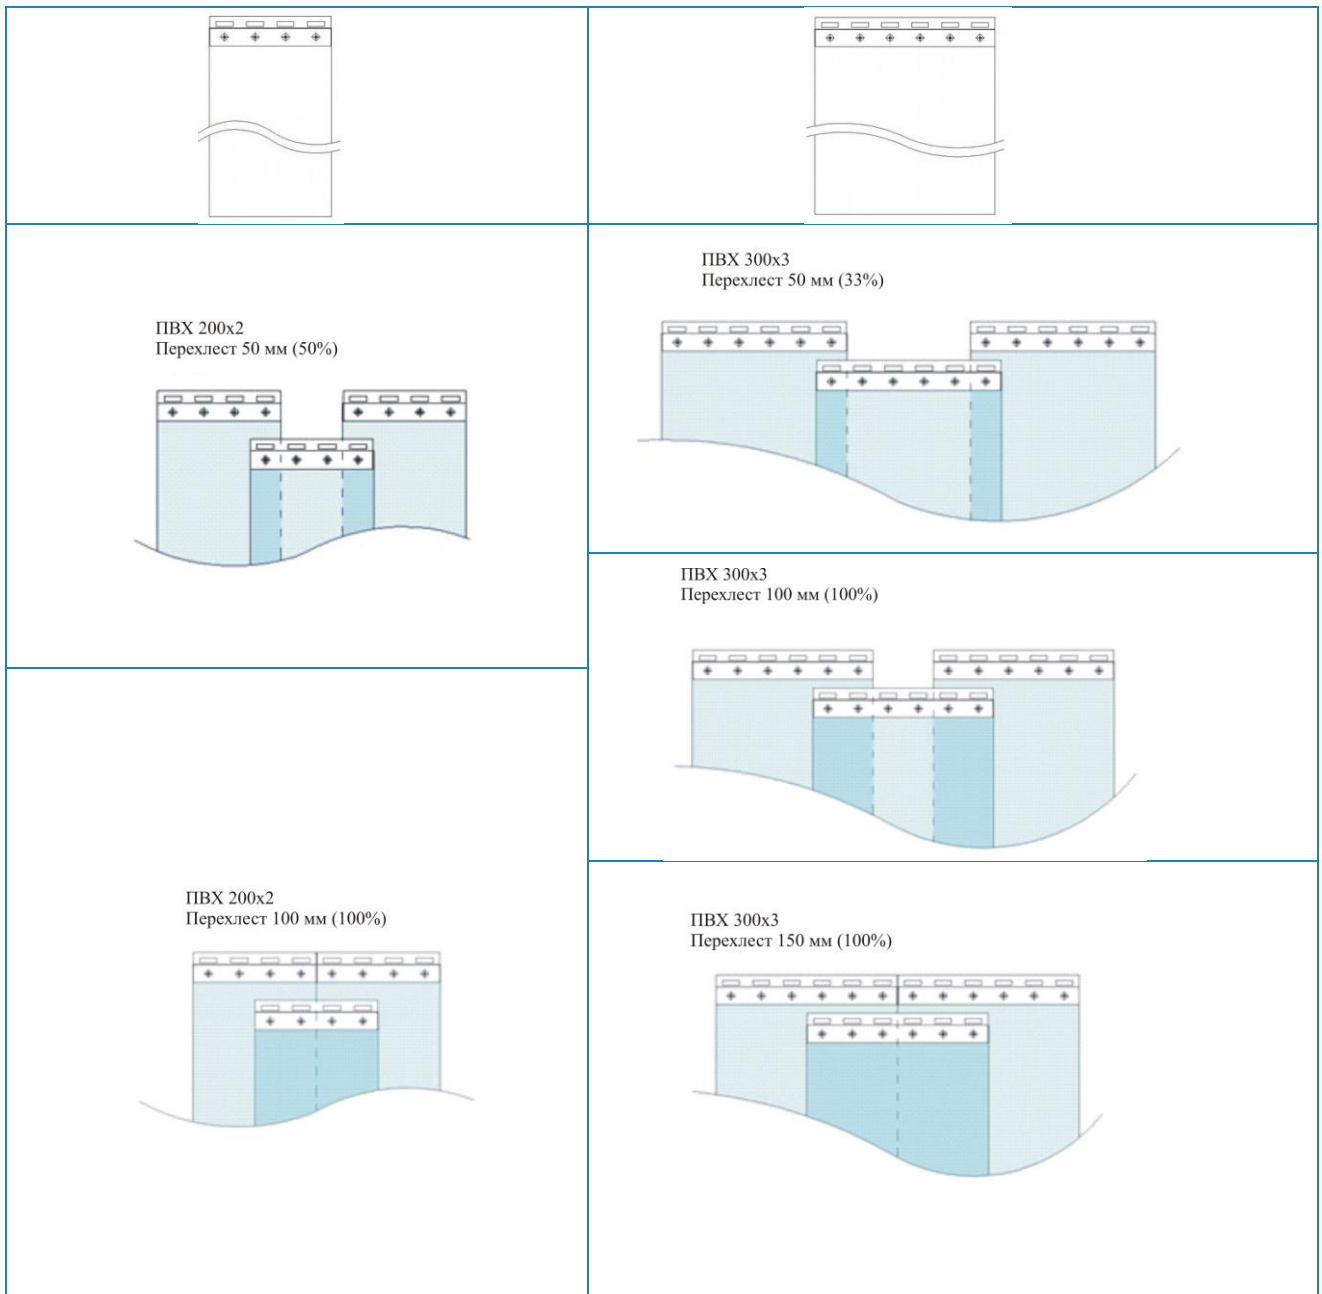 ПВХ 200х2
Перехлест 50 мм (50%)
ПВХ 300х3
Перехлест 50 мм (33%)
ПВХ 300х3
Перехлест 100 мм (100%)
ПВХ 200х2
Перехлест 100 мм (100%)
ПВХ 300х3
Перехлест 150 мм (100%)